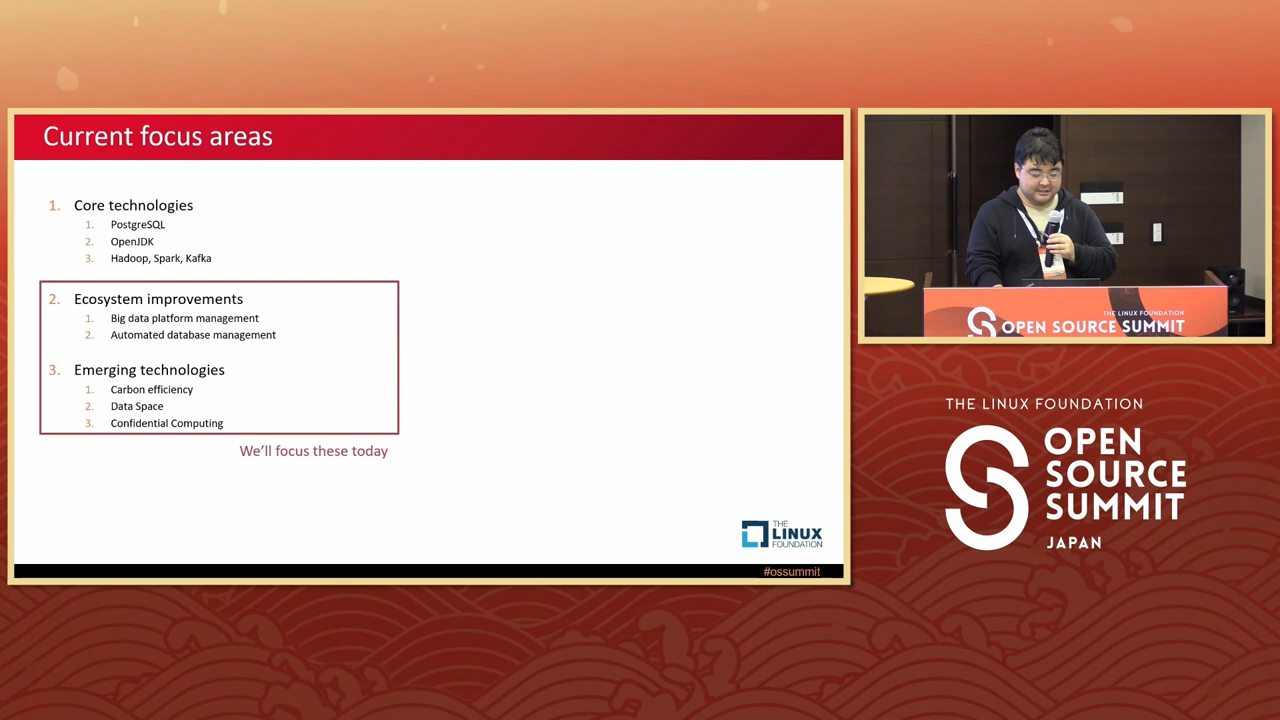 Current focus areas
1. Core technologies
1. PostgreSQL
2. OpenJDK
3. Hadoop, Spark, Kafka
2. Ecosystem improvements
1. Big data platform management
2. Automated database management
3. Emerging technologies
1. Carbon efficiency
2. Data Space
3. Confidential Computing
We'll focus these today
THE
LINUX
FOUNDATION
#ossummit
THE LINUX FOUNDATION
OPEN SOURCE SUMMIT
THE LINUX FOUNDATION
OPEN
SOURCE
SUMMIT
JAPAN